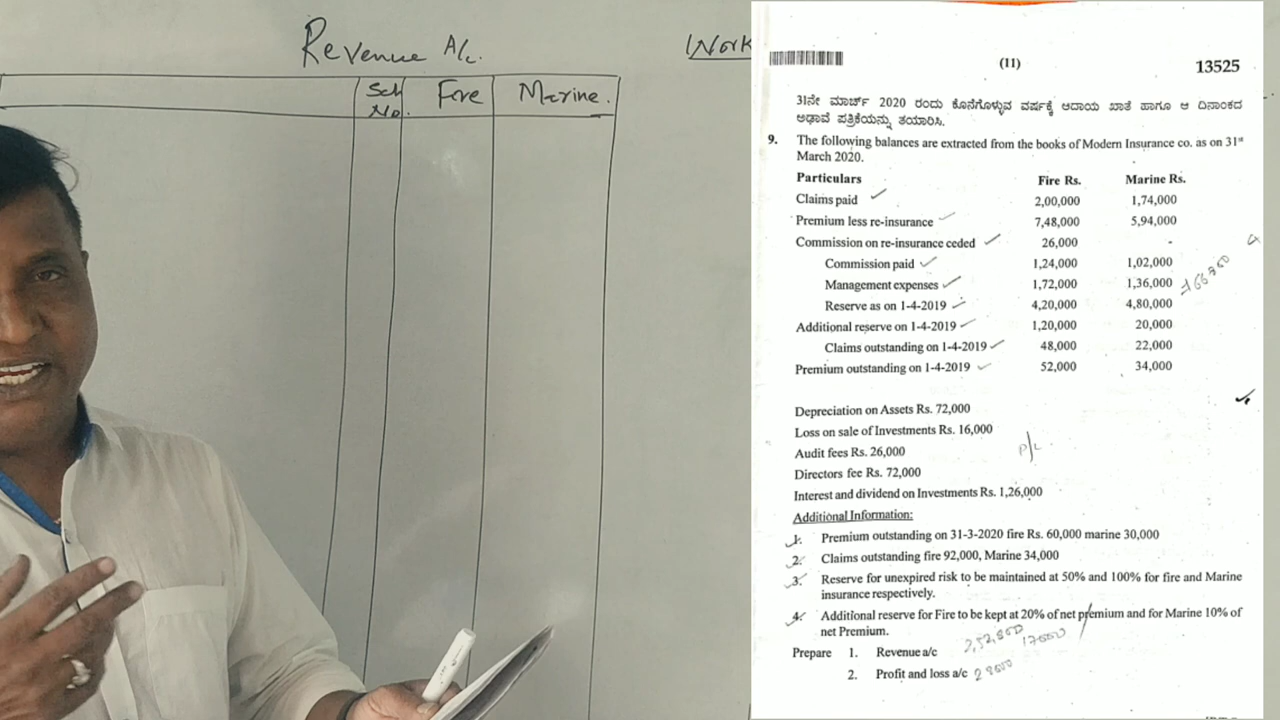 Revenue A/c.
Work
Sch No.
Fire
Marine.
(11)
13525
31ನೇ ಮಾರ್ಚ್ 2020 ರಂದು ಕೊನೆಗೊಳ್ಳುವ ವರ್ಷಕ್ಕೆ ಆದಾಯ ಖಾತೆ ಹಾಗೂ ಆ ದಿನಾಂಕದ
ಅಢಾವೆ ಪತ್ರಿಕೆಯನ್ನು ತಯಾರಿಸಿ.
9. The following balances are extracted from the books of Modern Insurance co. as on 31st
March 2020.
Particulars Fire Rs. Marine Rs.
Claims paid 2,00,000 1,74,000
Premium less re-insurance 7,48,000 5,94,000
Commission on re-insurance ceded 26,000 -
Commission paid 1,24,000 1,02,000
Management expenses 1,72,000 1,36,000
Reserve as on 1-4-2019 4,20,000 4,80,000
Additional reserve on 1-4-2019 1,20,000 20,000
Claims outstanding on 1-4-2019 48,000 22,000
Premium outstanding on 1-4-2019 52,000 34,000
Depreciation on Assets Rs. 72,000
Loss on sale of Investments Rs. 16,000
Audit fees Rs. 26,000
P/L
Directors fee Rs. 72,000
Interest and dividend on Investments Rs. 1,26,000
Additional Information:
1. Premium outstanding on 31-3-2020 fire Rs. 60,000 marine 30,000
2. Claims outstanding fire 92,000, Marine 34,000
3. Reserve for unexpired risk to be maintained at 50% and 100% for fire and Marine
insurance respectively.
4. Additional reserve for Fire to be kept at 20% of net premium and for Marine 10% of
net Premium.
Prepare 1. Revenue a/c
2. Profit and loss a/c